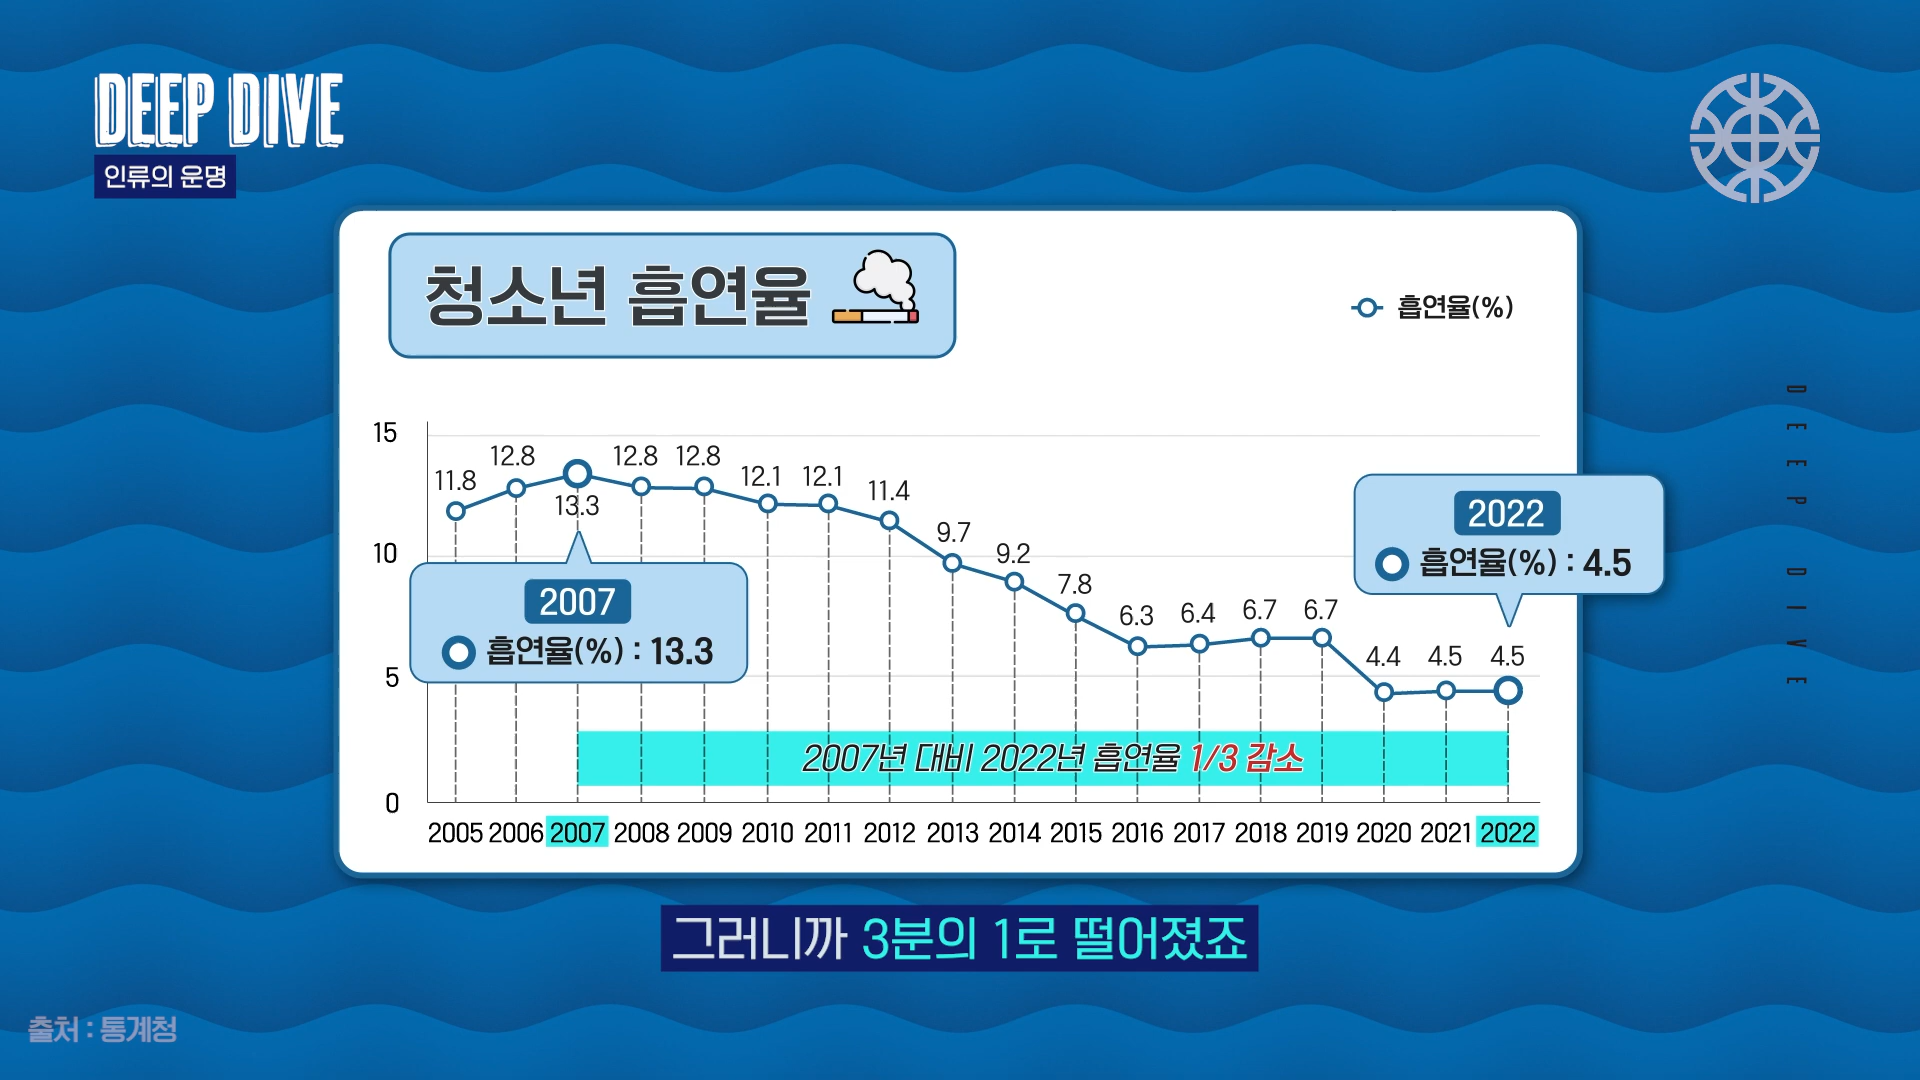 DEEP DIVE
인류의 운명
청소년 흡연율
흡연율(%)
15
10
5
0
11.8 12.8 13.3 12.8 12.8 12.1 12.1 11.4 9.7 9.2 7.8 6.3 6.4 6.7 6.7 4.4 4.5 4.5
2007
흡연율(%) : 13.3
2022
흡연율(%) : 4.5
2007년 대비 2022년 흡연율 1/3 감소
2005 2006 2007 2008 2009 2010 2011 2012 2013 2014 2015 2016 2017 2018 2019 2020 2021 2022
그러니까 3분의 1로 떨어졌죠
출처 : 통계청
DEEP DIVE